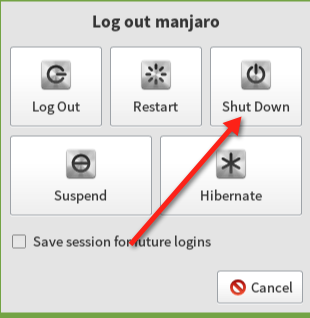 Log out manjaro
Log Out Restart Shut Down
Suspend Hibernate
Save session for future logins
Cancel